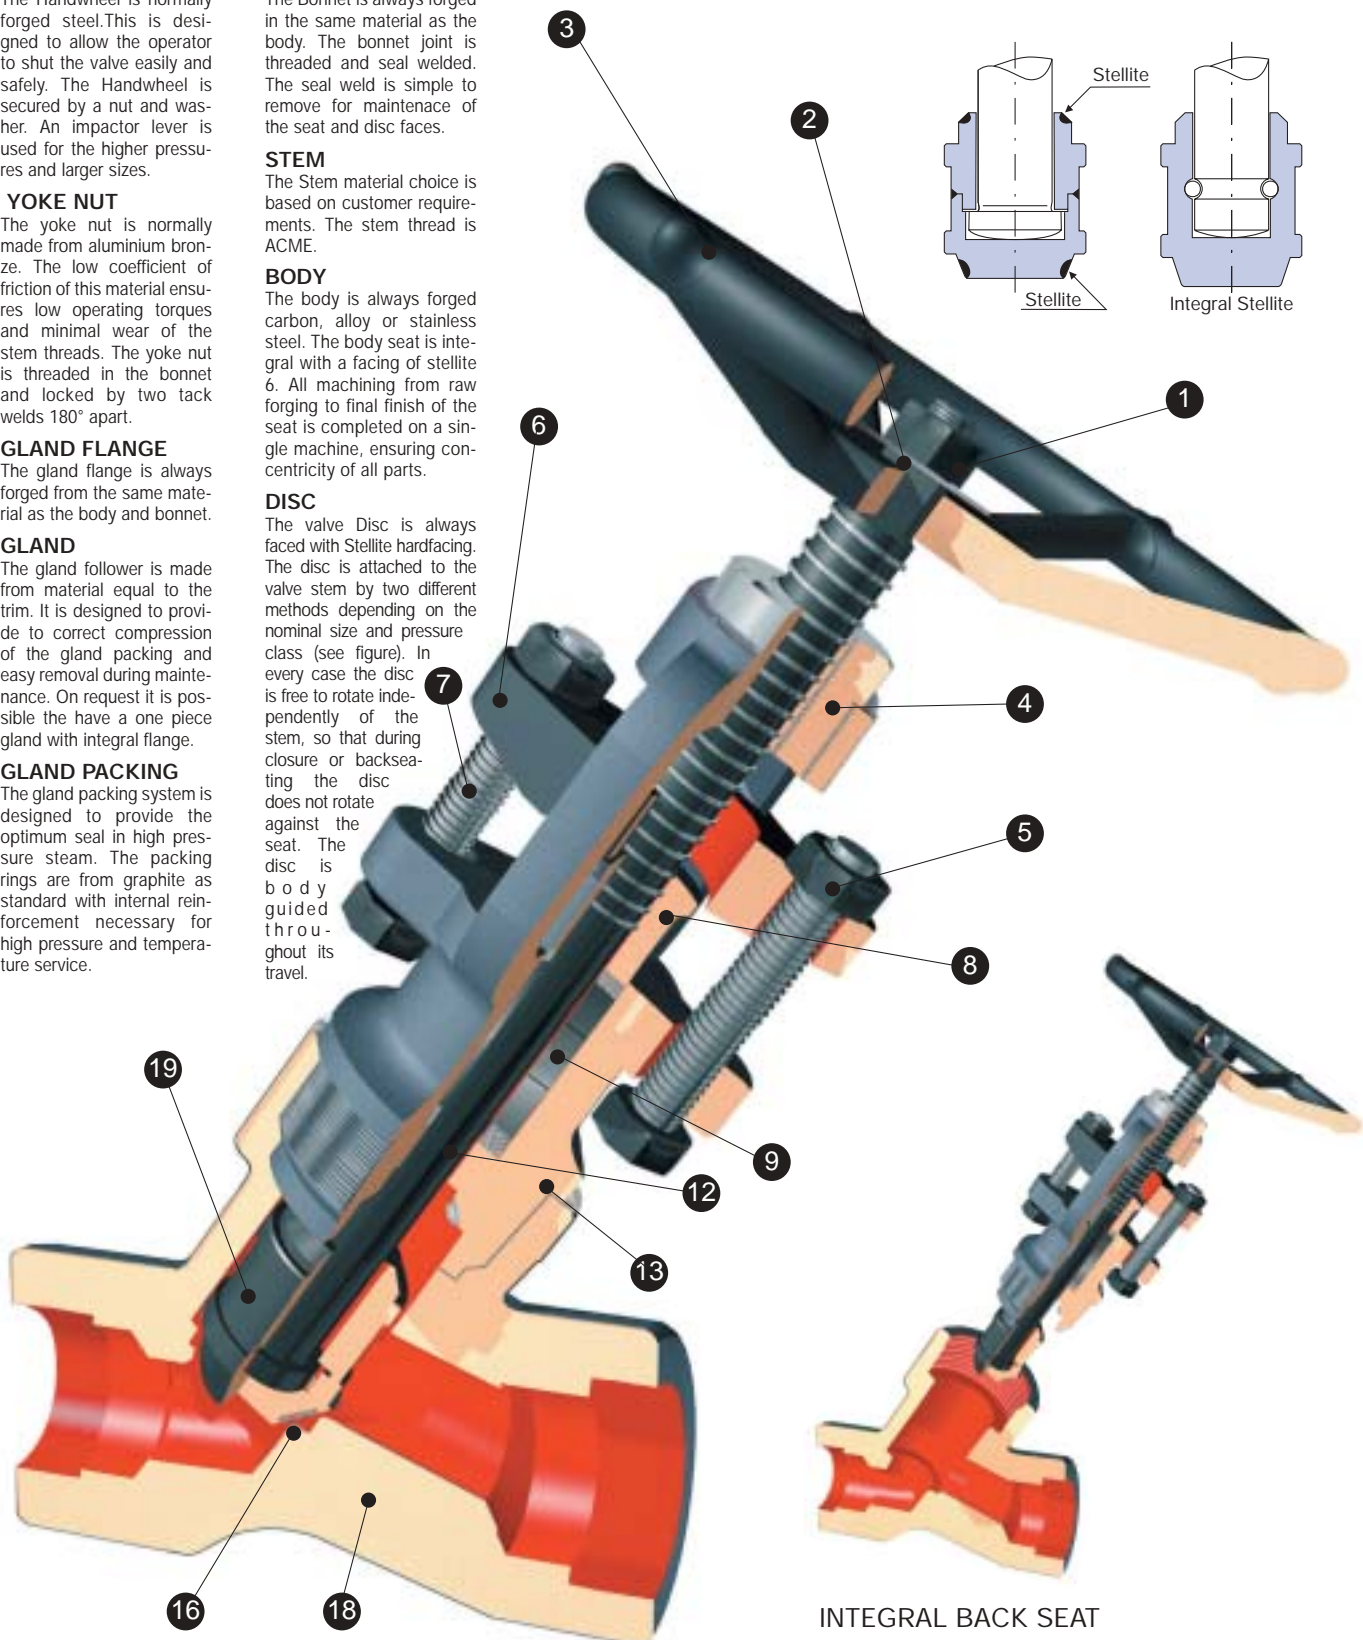 The Handwheel is normally
forged steel.This is desi-
gned to allow the operator
to shut the valve easily and
safely. The Handwheel is
secured by a nut and was-
her. An impactor lever is
used for the higher pressu-
res and larger sizes.
YOKE NUT
The yoke nut is normally
made from aluminium bron-
ze. The low coefficient of
friction of this material ensu-
res low operating torques
and minimal wear of the
stem threads. The yoke nut
is threaded in the bonnet
and locked by two tack
welds 180° apart.
GLAND FLANGE
The gland flange is always
forged from the same mate-
rial as the body and bonnet.
GLAND
The gland follower is made
from material equal to the
trim. It is designed to provi-
de to correct compression
of the gland packing and
easy removal during mainte-
nance. On request it is pos-
sible the have a one piece
gland with integral flange.
GLAND PACKING
The gland packing system is
designed to provide the
optimum seal in high pres-
sure steam. The packing
rings are from graphite as
standard with internal rein-
forcement necessary for
high pressure and tempera-
ture service.
The Bonnet is always forged
in the same material as the
body. The bonnet joint is
threaded and seal welded.
The seal weld is simple to
remove for maintenace of
the seat and disc faces.
STEM
The Stem material choice is
based on customer require-
ments. The stem thread is
ACME.
BODY
The body is always forged
carbon, alloy or stainless
steel. The body seat is inte-
gral with a facing of stellite
6. All machining from raw
forging to final finish of the
seat is completed on a sin-
gle machine, ensuring con-
centricity of all parts.
DISC
The valve Disc is always
faced with Stellite hardfacing.
The disc is attached to the
valve stem by two different
methods depending on the
nominal size and pressure
class (see figure). In
every case the disc
is free to rotate inde-
pendently of the
stem, so that during
closure or backsea-
ting the disc
does not rotate
against the
seat. The
disc is
body
guided
throu-
ghout its
travel.
3
2
Stellite
Stellite
Integral Stellite
1
6
7
4
5
8
19
9
12
13
16
18
INTEGRAL BACK SEAT